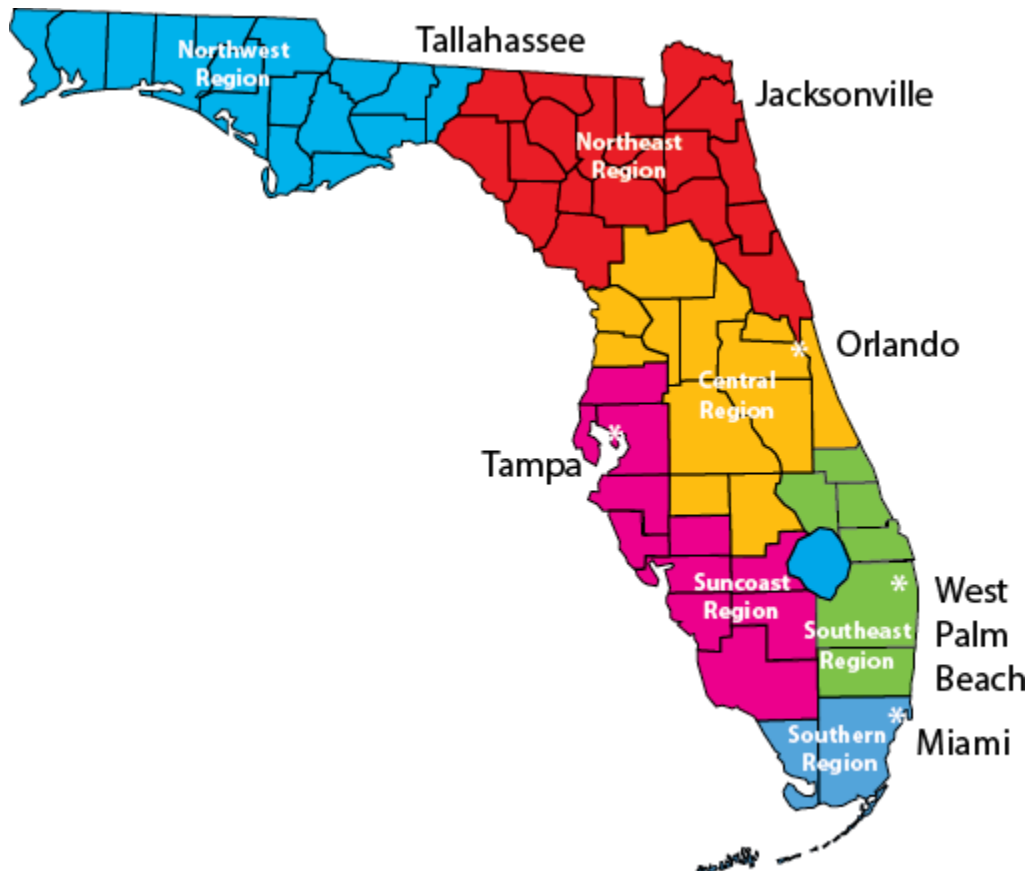 Tallahassee
Northwest
Region
Jacksonville
Northeast
Region
Orlando
*
Central
Region
*
Tampa
Suncoast
Region
*
West
Palm
Beach
Southeast
Region
*
Miami
Southern
Region